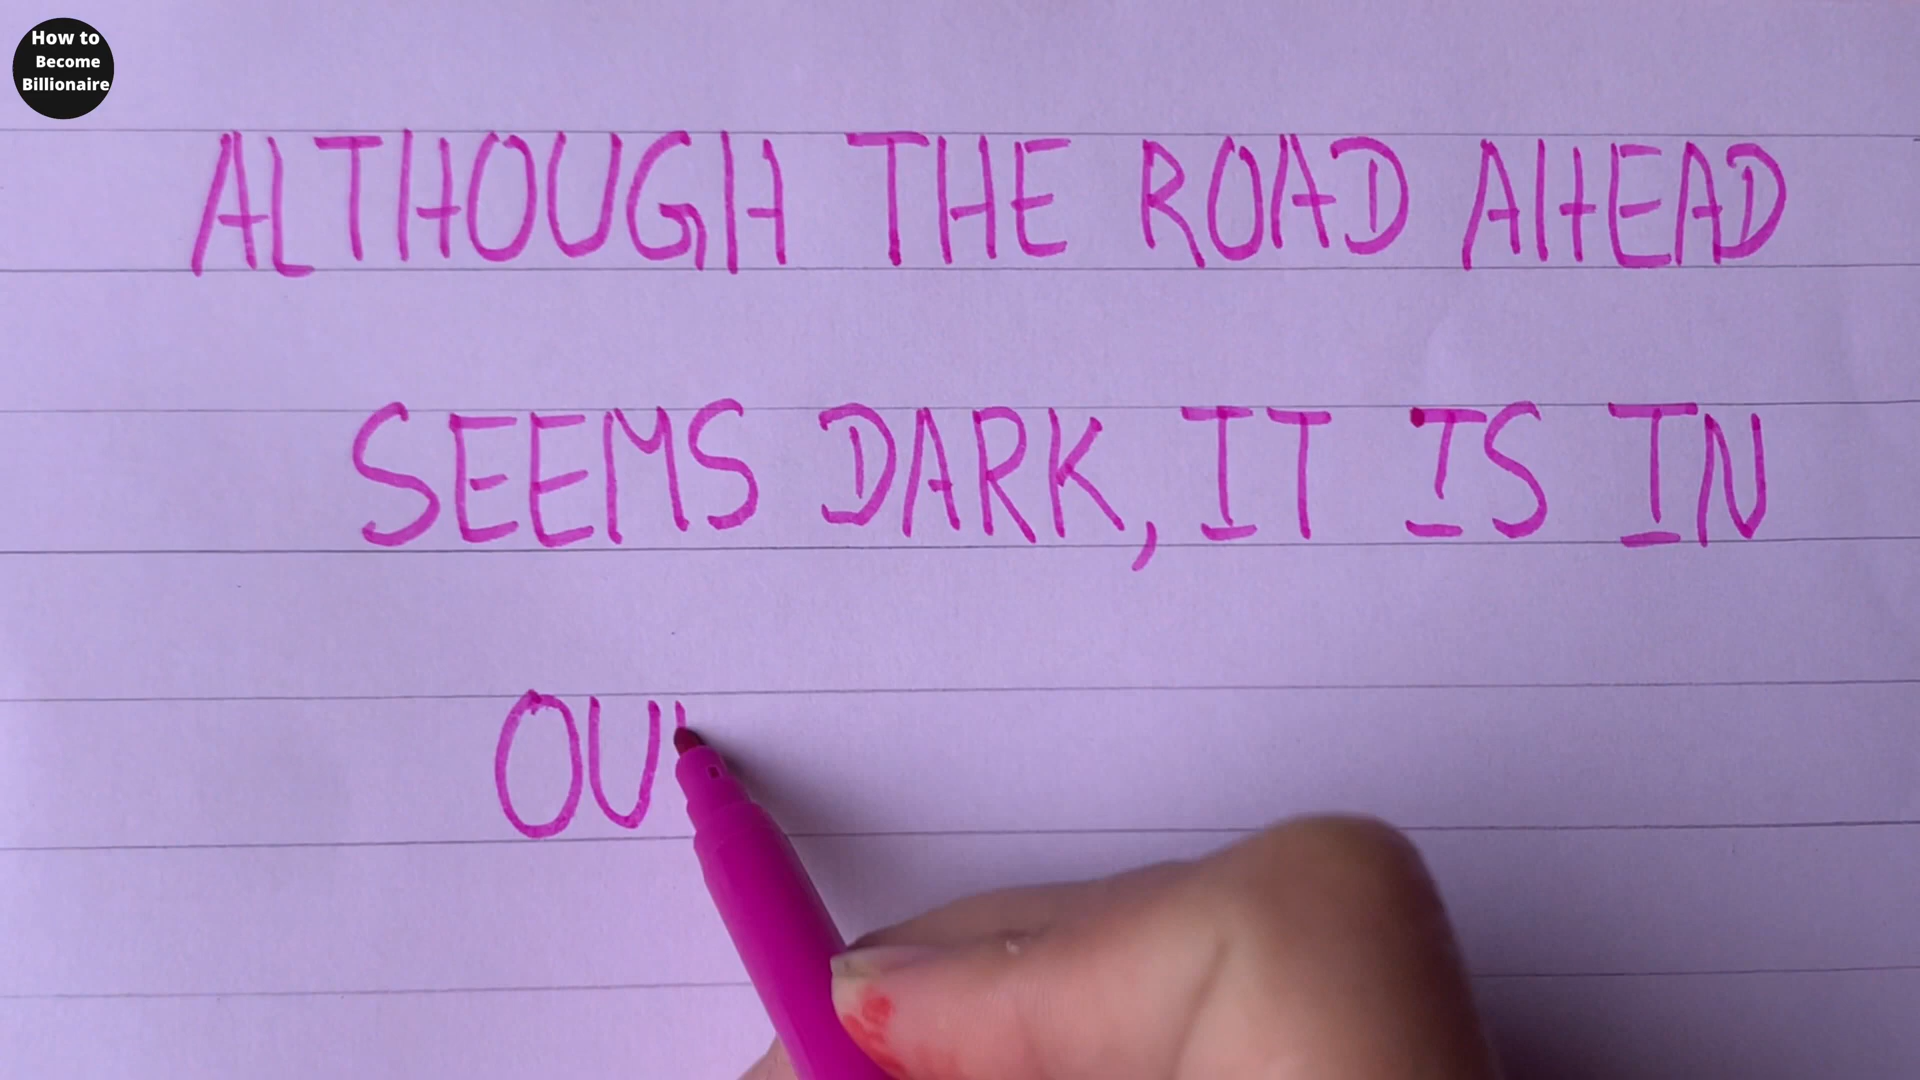 How to
Become
Billionaire
ALTHOUGH THE ROAD AHEAD
SEEMS DARK, IT IS IN
OU